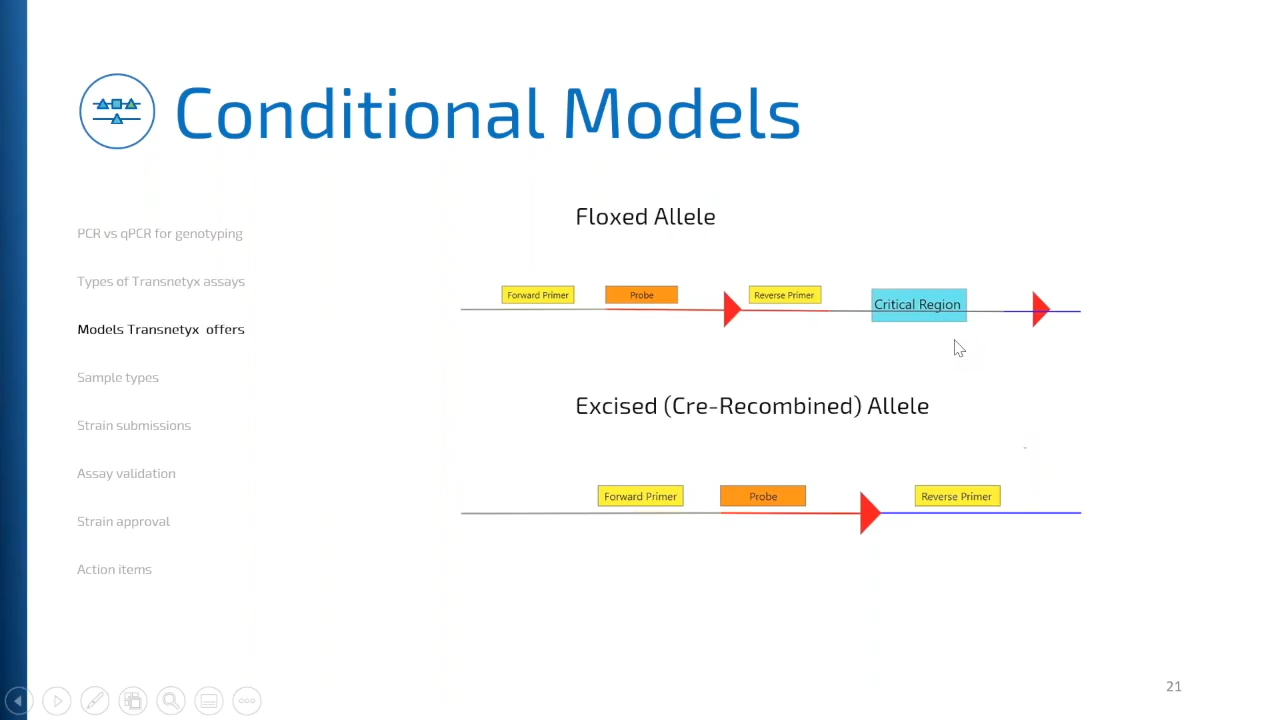 Conditional Models
PCR vs qPCR for genotyping
Types of Transnetyx assays
Models Transnetyx offers
Sample types
Strain submissions
Assay validation
Strain approval
Action items
Floxed Allele
Forward Primer
Probe
Reverse Primer
Critical Region
Excised (Cre-Recombined) Allele
Forward Primer
Probe
Reverse Primer
21